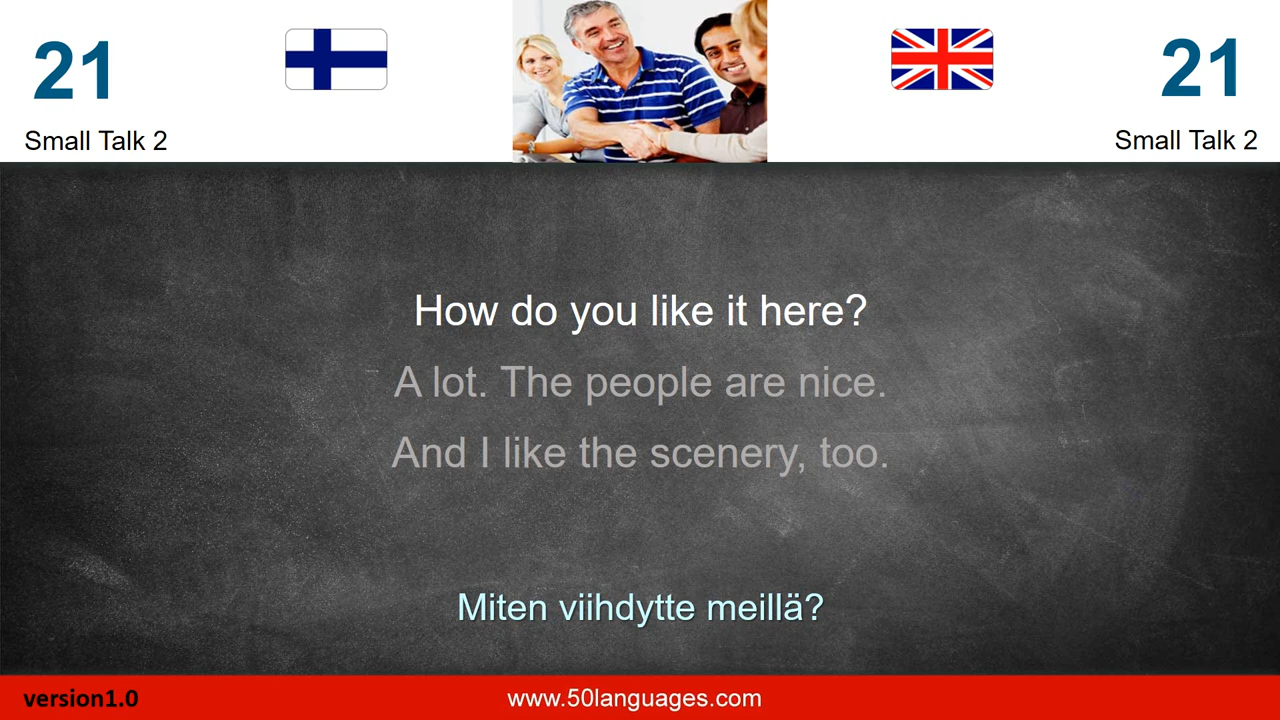 21
21
Small Talk 2
Small Talk 2
How do you like it here?
A lot. The people are nice.
And I like the scenery, too.
Miten viihdytte meillä?
version1.0
www.50languages.com